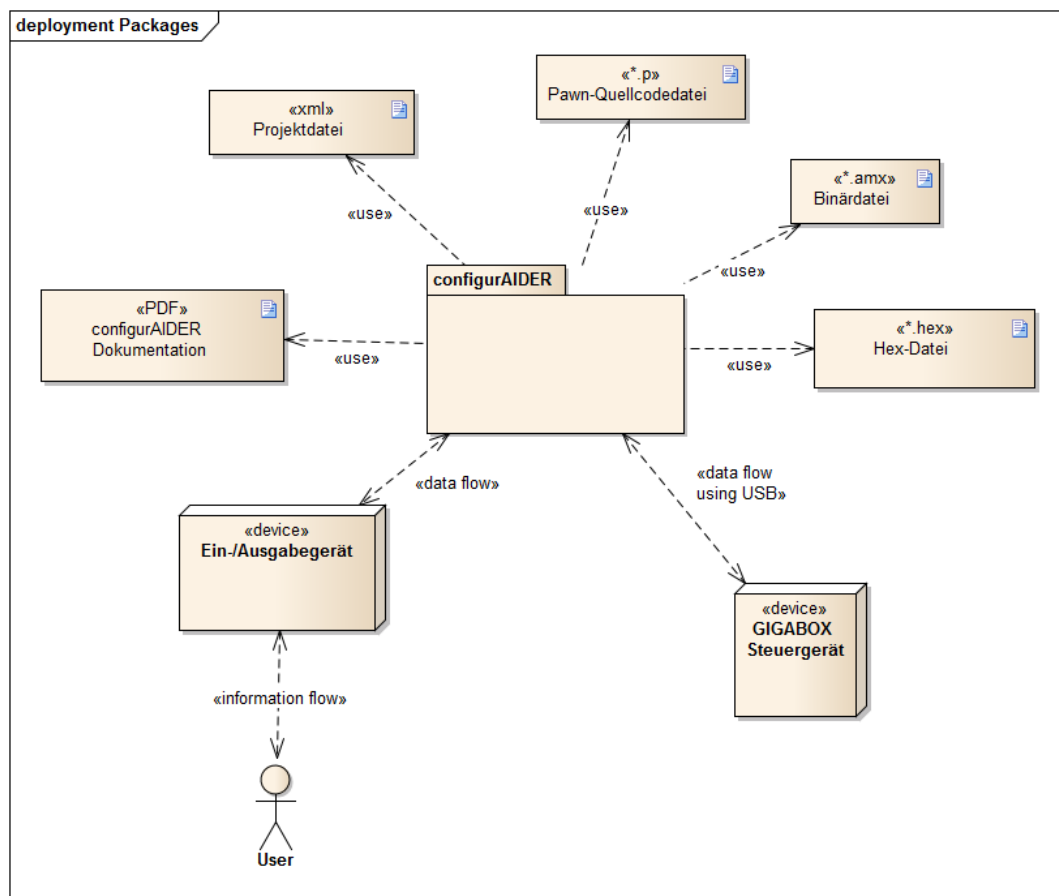 deployment Packages
«*.p»
Pawn-Quellcodedatei
«xml»
Projektdatei
«*.amx»
Binärdatei
«use»
«use»
«use»
configurAIDER
«PDF»
configurAIDER
Dokumentation
«use»
«*.hex»
Hex-Datei
«use»
«data flow»
«data flow
using USB»
«device»
Ein-/Ausgabegerät
«device»
GIGABOX
Steuergerät
«information flow»
User